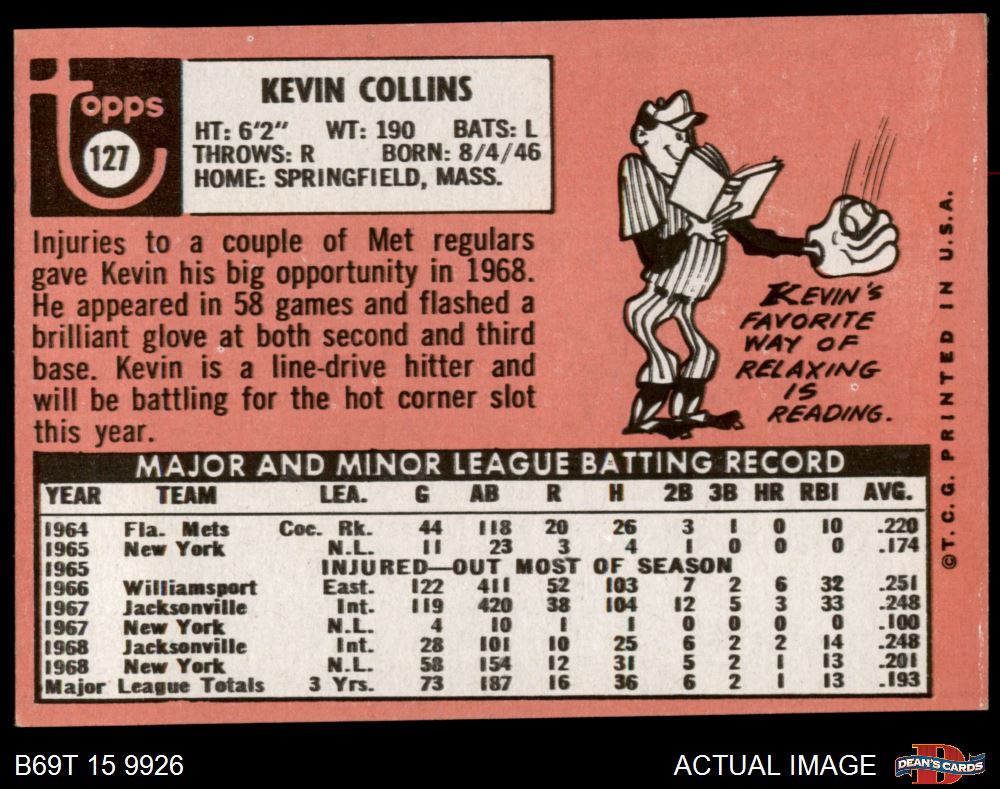 topps
127
KEVIN COLLINS
HT: 6'2" WT: 190 BATS: L
THROWS: R BORN: 8/4/46
HOME: SPRINGFIELD, MASS.
Injuries to a couple of Met regulars
gave Kevin his big opportunity in 1968.
He appeared in 58 games and flashed a
brilliant glove at both second and third
base. Kevin is a line-drive hitter and
will be battling for the hot corner slot
this year.
KEVIN'S
FAVORITE
WAY OF
RELAXING
IS
READING.
©T.C.G. PRINTED IN U.S.A.
MAJOR AND MINOR LEAGUE BATTING RECORD
YEAR TEAM LEA. G AB R H 2B 3B HR RBI AVG.
1964 Fla. Mets Coc. Rk. 44 118 20 26 3 1 0 10 .220
1965 New York N.L. 11 23 3 4 1 0 0 0 .174
1965 INJURED—OUT MOST OF SEASON
1966 Williamsport East. 122 411 52 103 7 2 6 32 .251
1967 Jacksonville Int. 119 420 38 104 12 5 3 33 .248
1967 New York N.L. 4 10 1 1 0 0 0 0 .100
1968 Jacksonville Int. 28 101 10 25 6 2 2 14 .248
1968 New York N.L. 58 154 12 31 5 2 1 13 .201
Major League Totals 3 Yrs. 73 187 16 36 6 2 1 13 .193
B69T 15 9926
ACTUAL IMAGE
D
DEAN'S CARDS